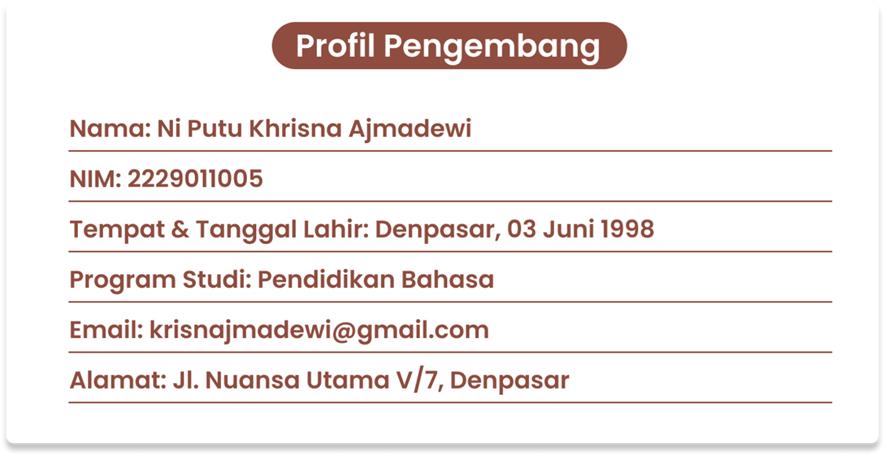 Profil Pengembang
Nama: Ni Putu Khrisna Ajmadewi
NIM: 2229011005
Tempat & Tanggal Lahir: Denpasar, 03 Juni 1998
Program Studi: Pendidikan Bahasa
Email: krisnajmadewi@gmail.com
Alamat: Jl. Nuansa Utama V/7, Denpasar